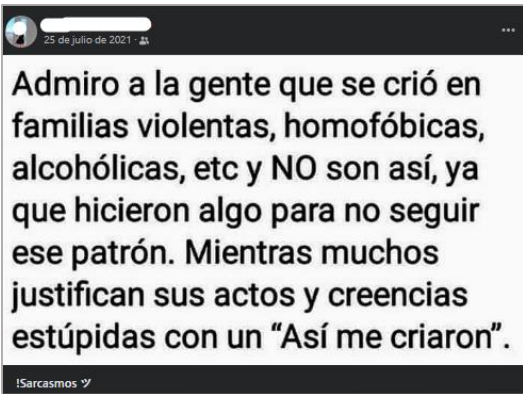 25 de julio de 2021 ·
Admiro a la gente que se crió en
familias violentas, homofóbicas,
alcohólicas, etc y NO son así, ya
que hicieron algo para no seguir
ese patrón. Mientras muchos
justifican sus actos y creencias
estúpidas con un “Así me criaron”.
!Sarcasmos ツ